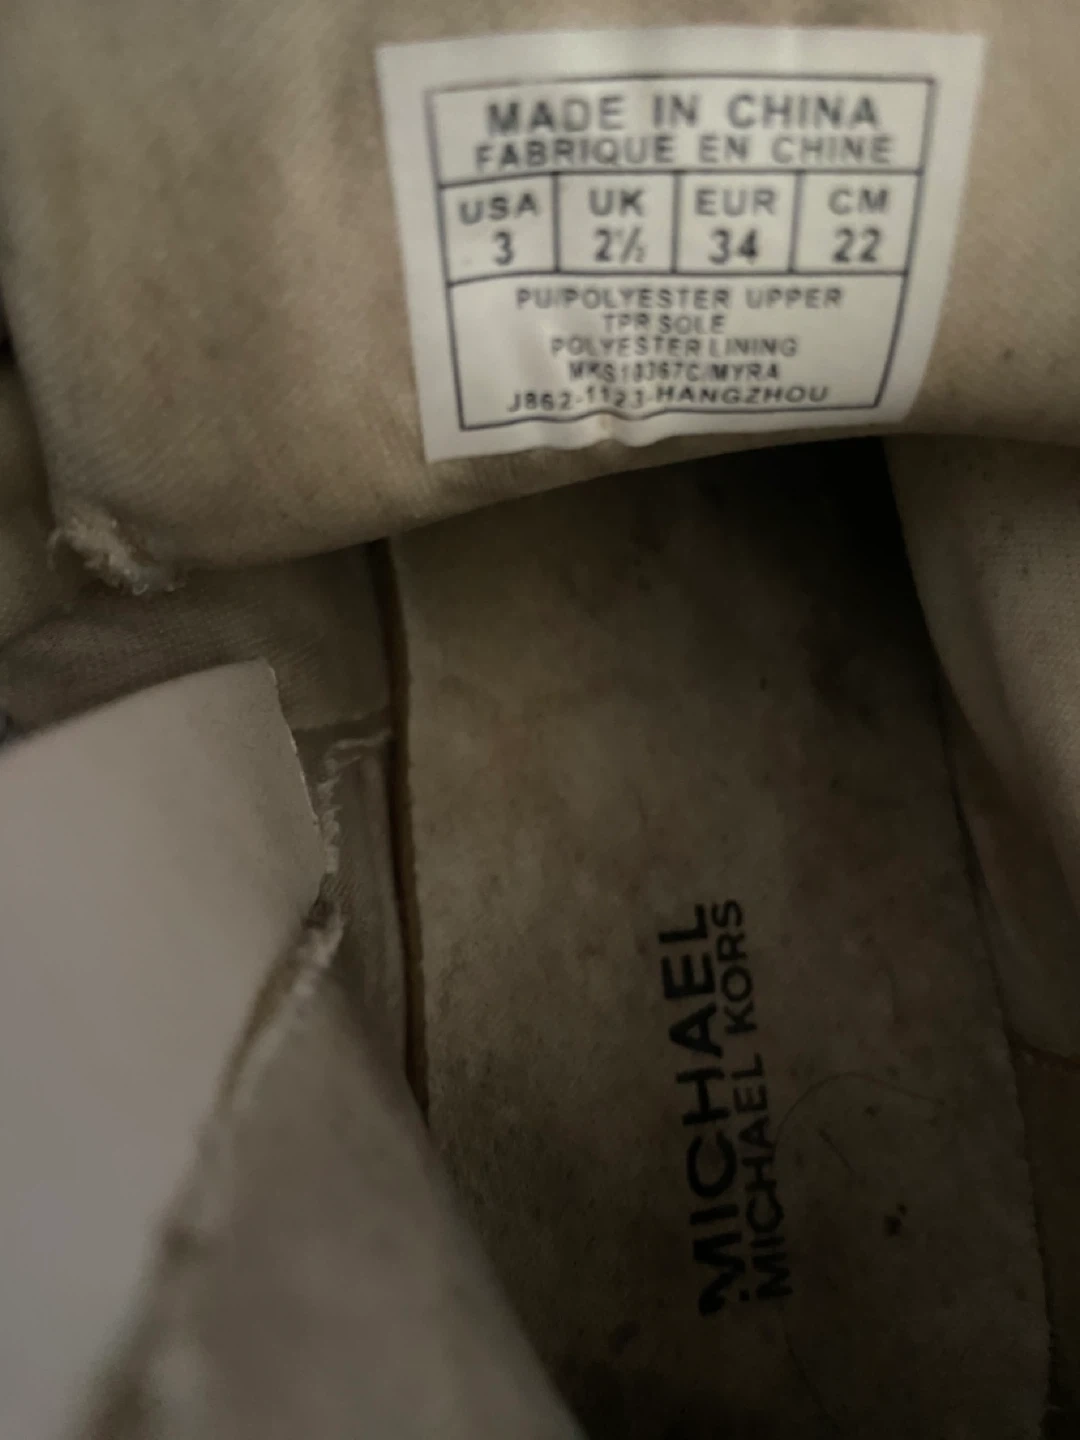 MADE IN CHINA
FABRIQUE EN CHINE
USA UK EUR CM
3 2½ 34 22
PU/POLYESTER UPPER
TPR SOLE
POLYESTER LINING
MKS10367C/MYRA
J862-1123-HANGZHOU
MICHAEL
MICHAEL KORS